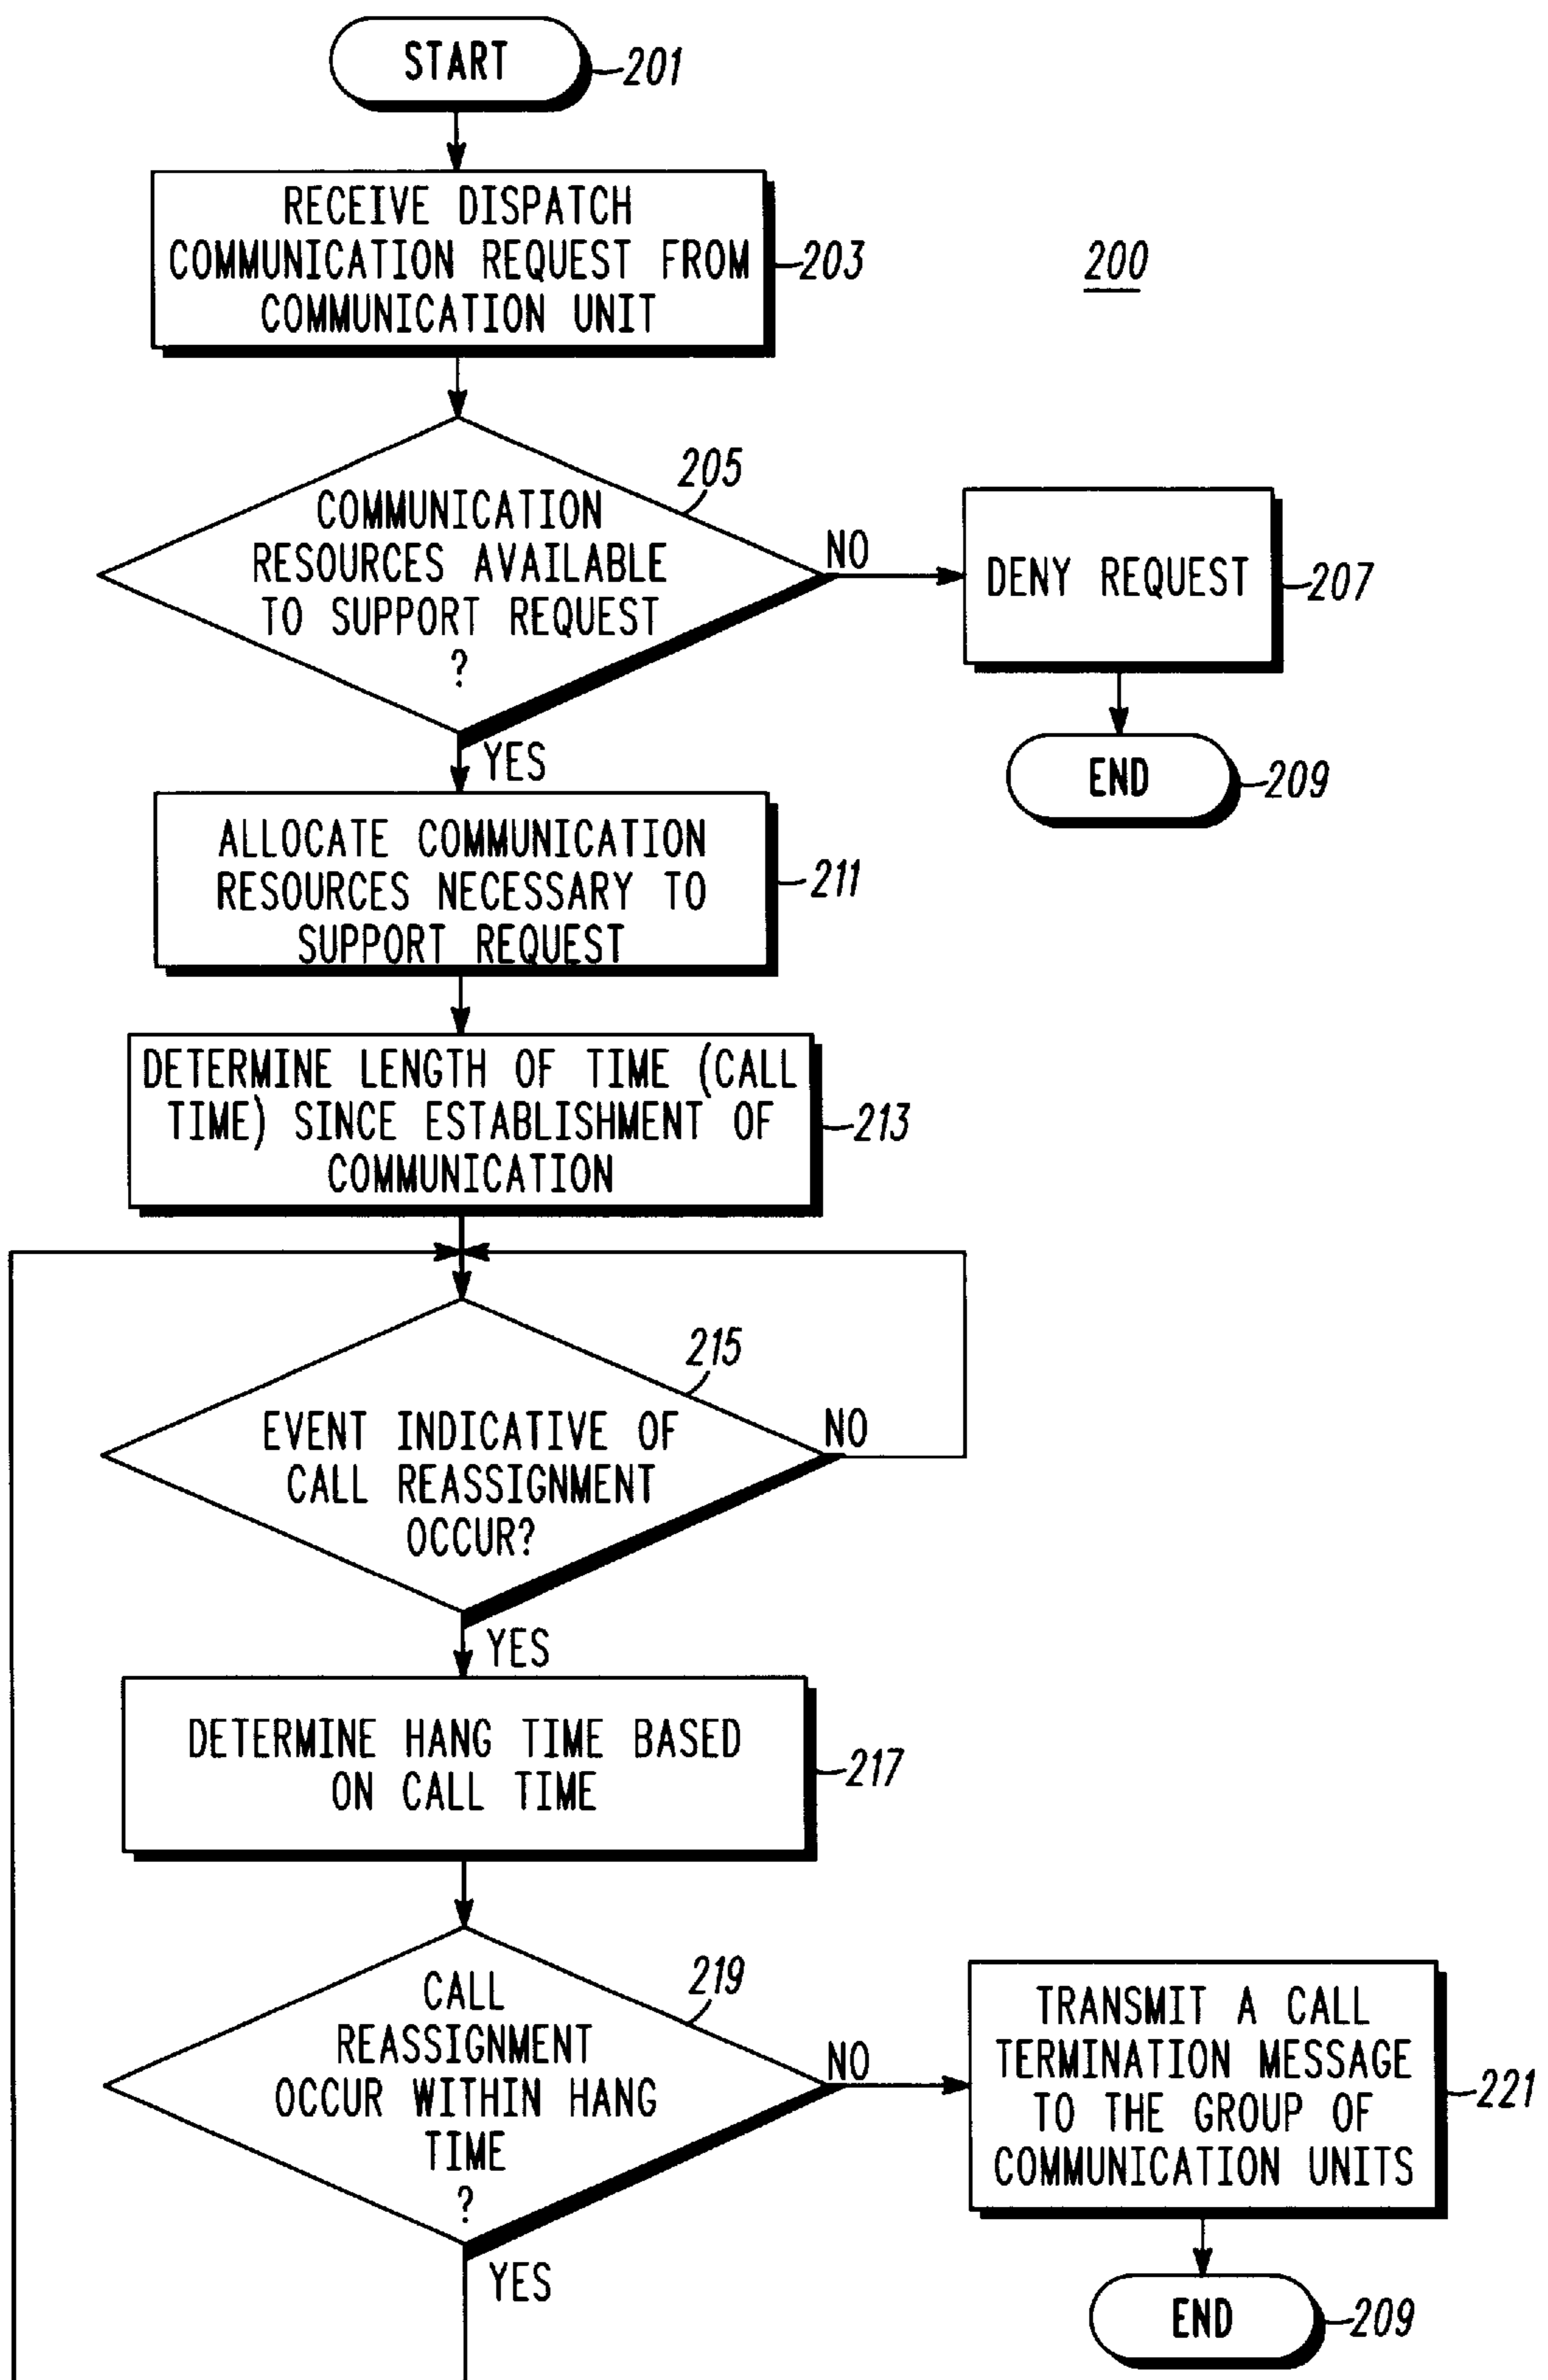 START
201
RECEIVE DISPATCH
COMMUNICATION REQUEST FROM
COMMUNICATION UNIT
203
200
205
COMMUNICATION
RESOURCES AVAILABLE
TO SUPPORT REQUEST
?
NO
DENY REQUEST
207
YES
END
209
ALLOCATE COMMUNICATION
RESOURCES NECESSARY TO
SUPPORT REQUEST
211
DETERMINE LENGTH OF TIME (CALL
TIME) SINCE ESTABLISHMENT OF
COMMUNICATION
213
215
EVENT INDICATIVE OF
CALL REASSIGNMENT
OCCUR?
NO
YES
DETERMINE HANG TIME BASED
ON CALL TIME
217
219
CALL
REASSIGNMENT
OCCUR WITHIN HANG
TIME
?
NO
TRANSMIT A CALL
TERMINATION MESSAGE
TO THE GROUP OF
COMMUNICATION UNITS
221
YES
END
209